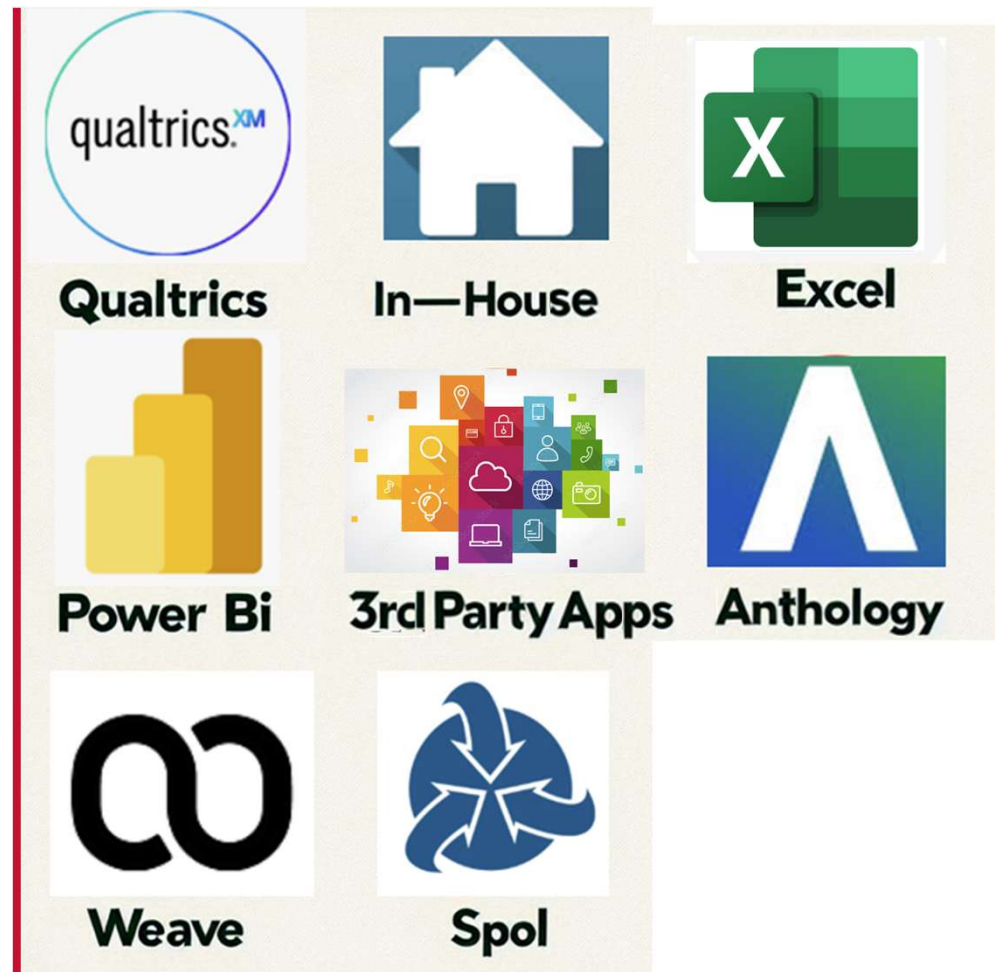 qualtrics.XM
X
Qualtrics
In—House
Excel
Power Bi
3rd Party Apps
Anthology
Weave
Spol